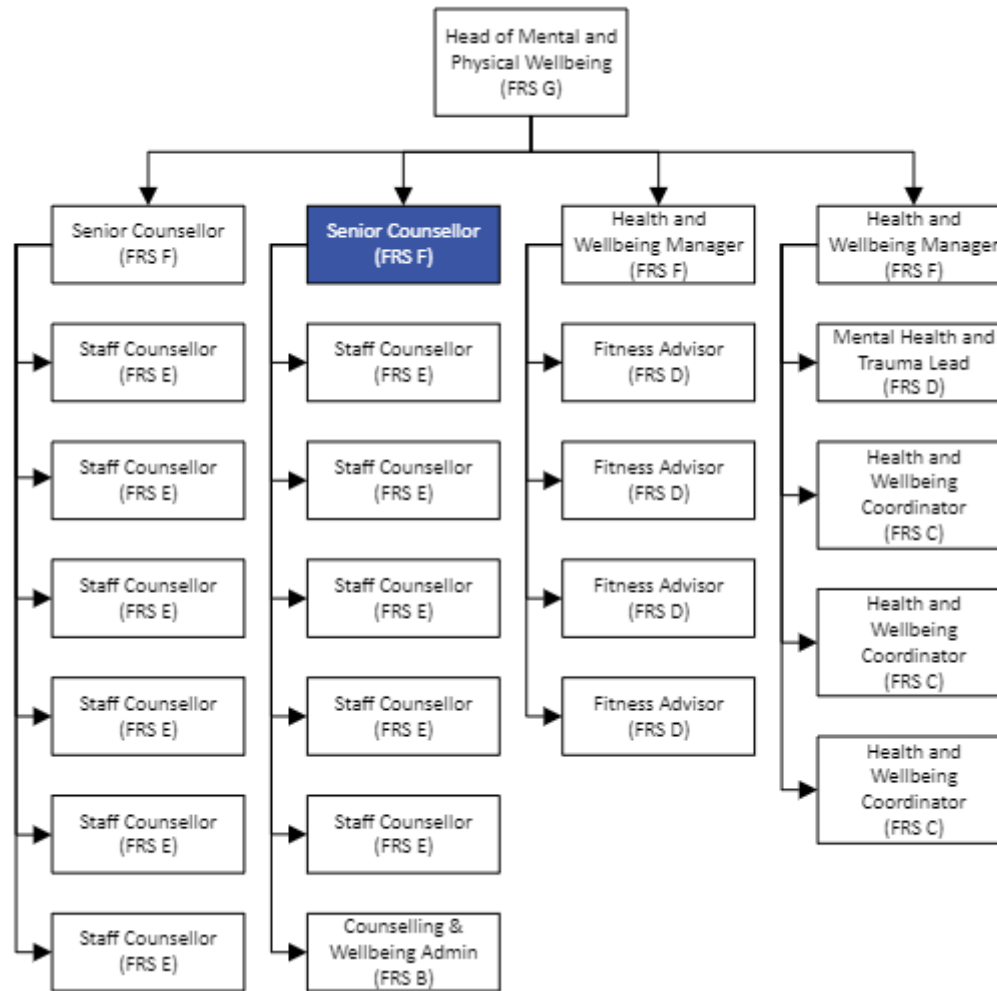 Head of Mental and
Physical Wellbeing
(FRS G)
Senior Counsellor
(FRS F)
Senior Counsellor
(FRS F)
Health and
Wellbeing Manager
(FRS F)
Health and
Wellbeing Manager
(FRS F)
Staff Counsellor
(FRS E)
Staff Counsellor
(FRS E)
Fitness Advisor
(FRS D)
Mental Health and
Trauma Lead
(FRS D)
Staff Counsellor
(FRS E)
Staff Counsellor
(FRS E)
Fitness Advisor
(FRS D)
Health and
Wellbeing
Coordinator
(FRS C)
Staff Counsellor
(FRS E)
Staff Counsellor
(FRS E)
Fitness Advisor
(FRS D)
Health and
Wellbeing
Coordinator
(FRS C)
Staff Counsellor
(FRS E)
Staff Counsellor
(FRS E)
Fitness Advisor
(FRS D)
Health and
Wellbeing
Coordinator
(FRS C)
Staff Counsellor
(FRS E)
Staff Counsellor
(FRS E)
Staff Counsellor
(FRS E)
Counselling &
Wellbeing Admin
(FRS B)